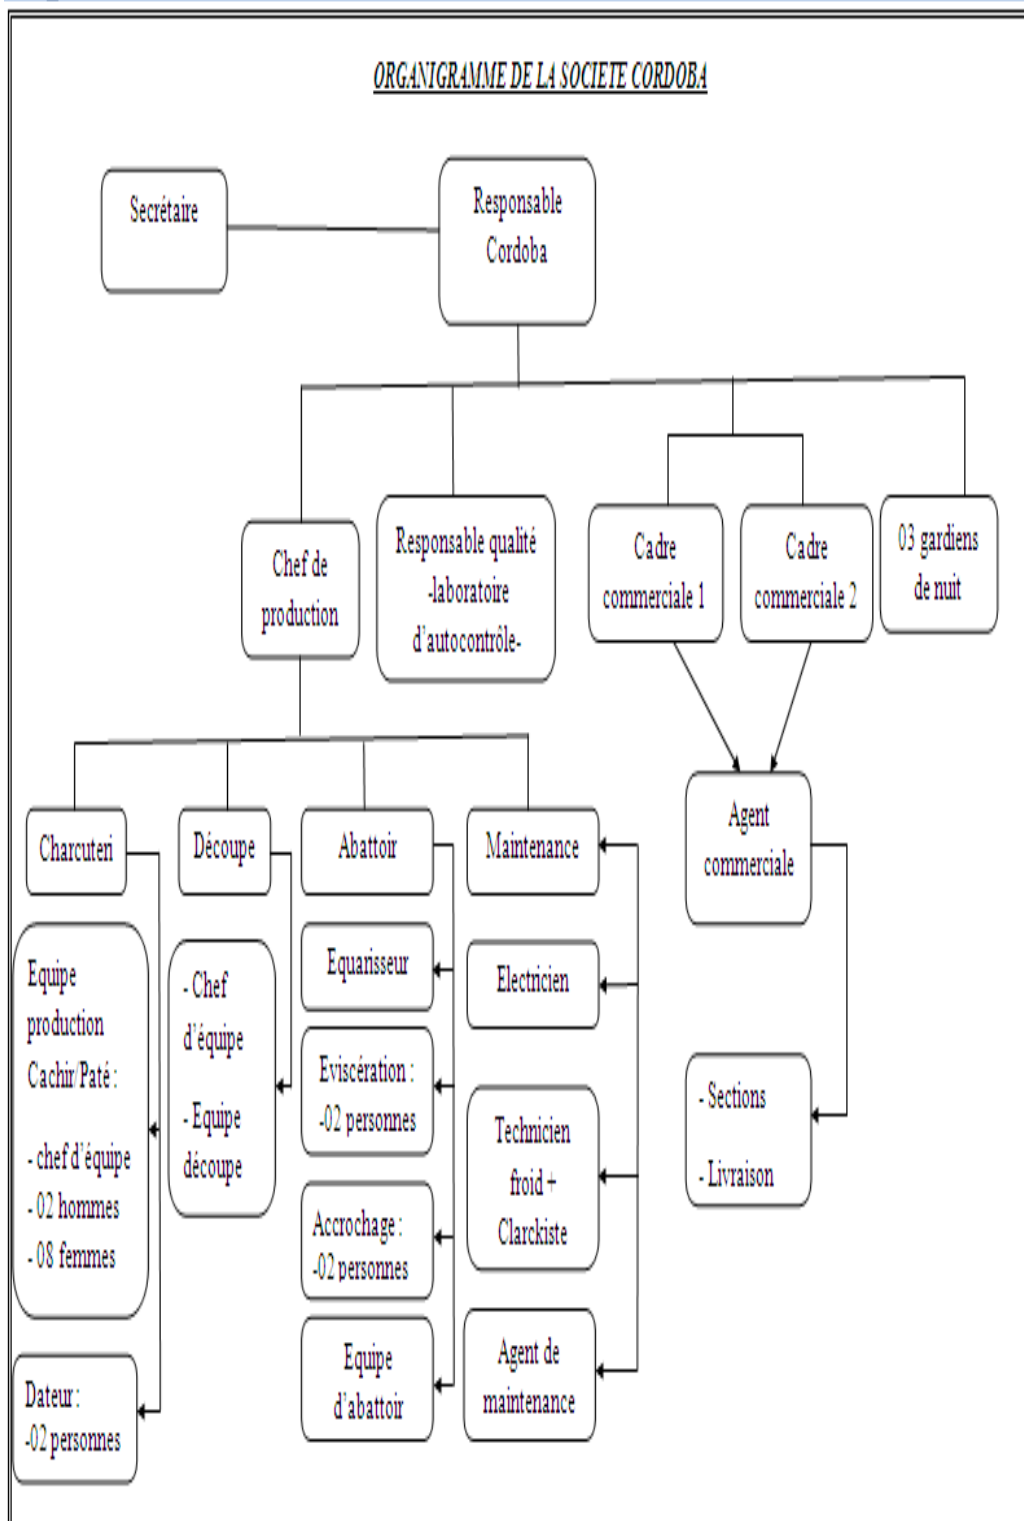 ORGANIGRAMME DE LA SOCIETE CORDOBA
Secrétaire
Responsable
Cordoba
Chef de
production
Responsable qualité
-laboratoire
d'autocontrôle-
Cadre
commerciale 1
Cadre
commerciale 2
03 gardiens
de nuit
Charcuteri
Découpe
Abattoir
Maintenance
Agent
commerciale
Equipe
production
Cachir/Paté :
- chef d'équipe
- 02 hommes
- 08 femmes
Dateur :
-02 personnes
- Chef
d'équipe
- Equipe
découpe
Equarisseur
Eviscération :
-02 personnes
Accrochage :
-02 personnes
Equipe
d'abattoir
Electricien
Technicien
froid +
Clarckiste
Agent de
maintenance
- Sections
- Livraison